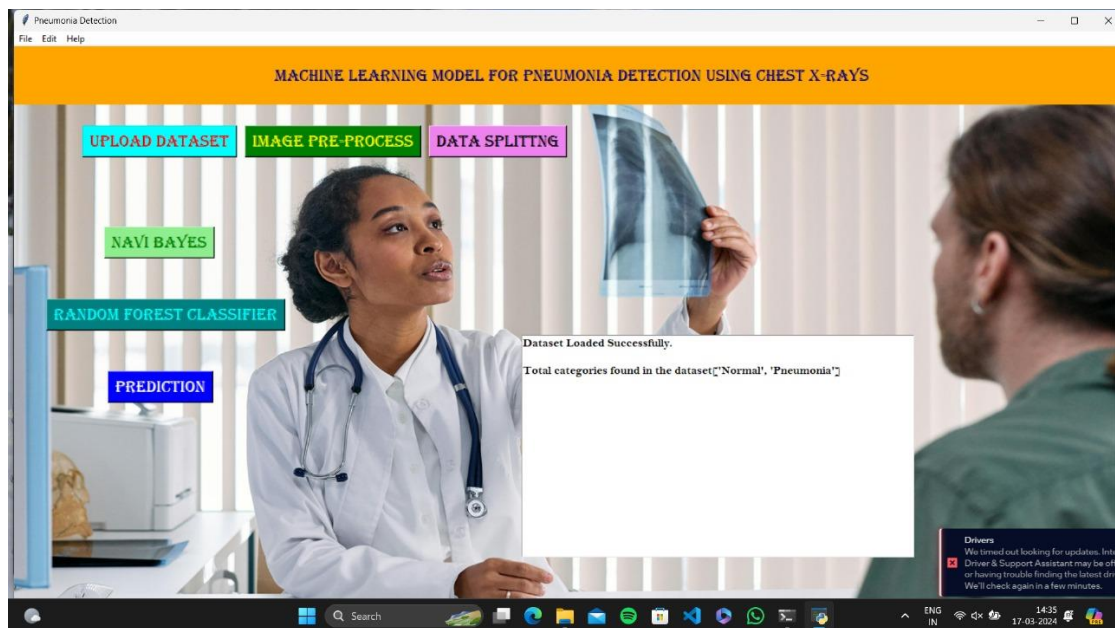 Pneumonia Detection
File Edit Help
MACHINE LEARNING MODEL FOR PNEUMONIA DETECTION USING CHEST X-RAYS
UPLOAD DATASET IMAGE PRE-PROCESS DATA SPLITTNG
NAVI BAYES
RANDOM FOREST CLASSIFIER
Dataset Loaded Successfully.
Total categories found in the dataset['Normal', 'Pneumonia']
PREDICTION
Drivers
We timed out looking for updates. Inte
Driver & Support Assistant may be off
or having trouble finding the latest dri
We'll check again in a few minutes.
Search
ENG
IN
14:35
17-03-2024